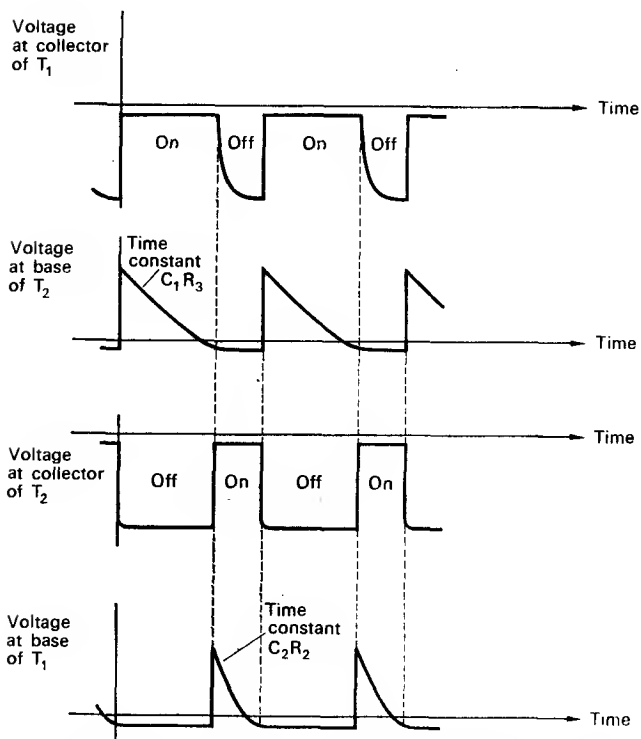 Voltage
at collector
of T1
Time
On
Off
On
Off
Voltage
at base
of T2
Time
constant
C1R3
Time
Time
Voltage
at collector
of T2
Off
On
Off
On
Time
constant
C2R2
Voltage
at base
of T1
Time